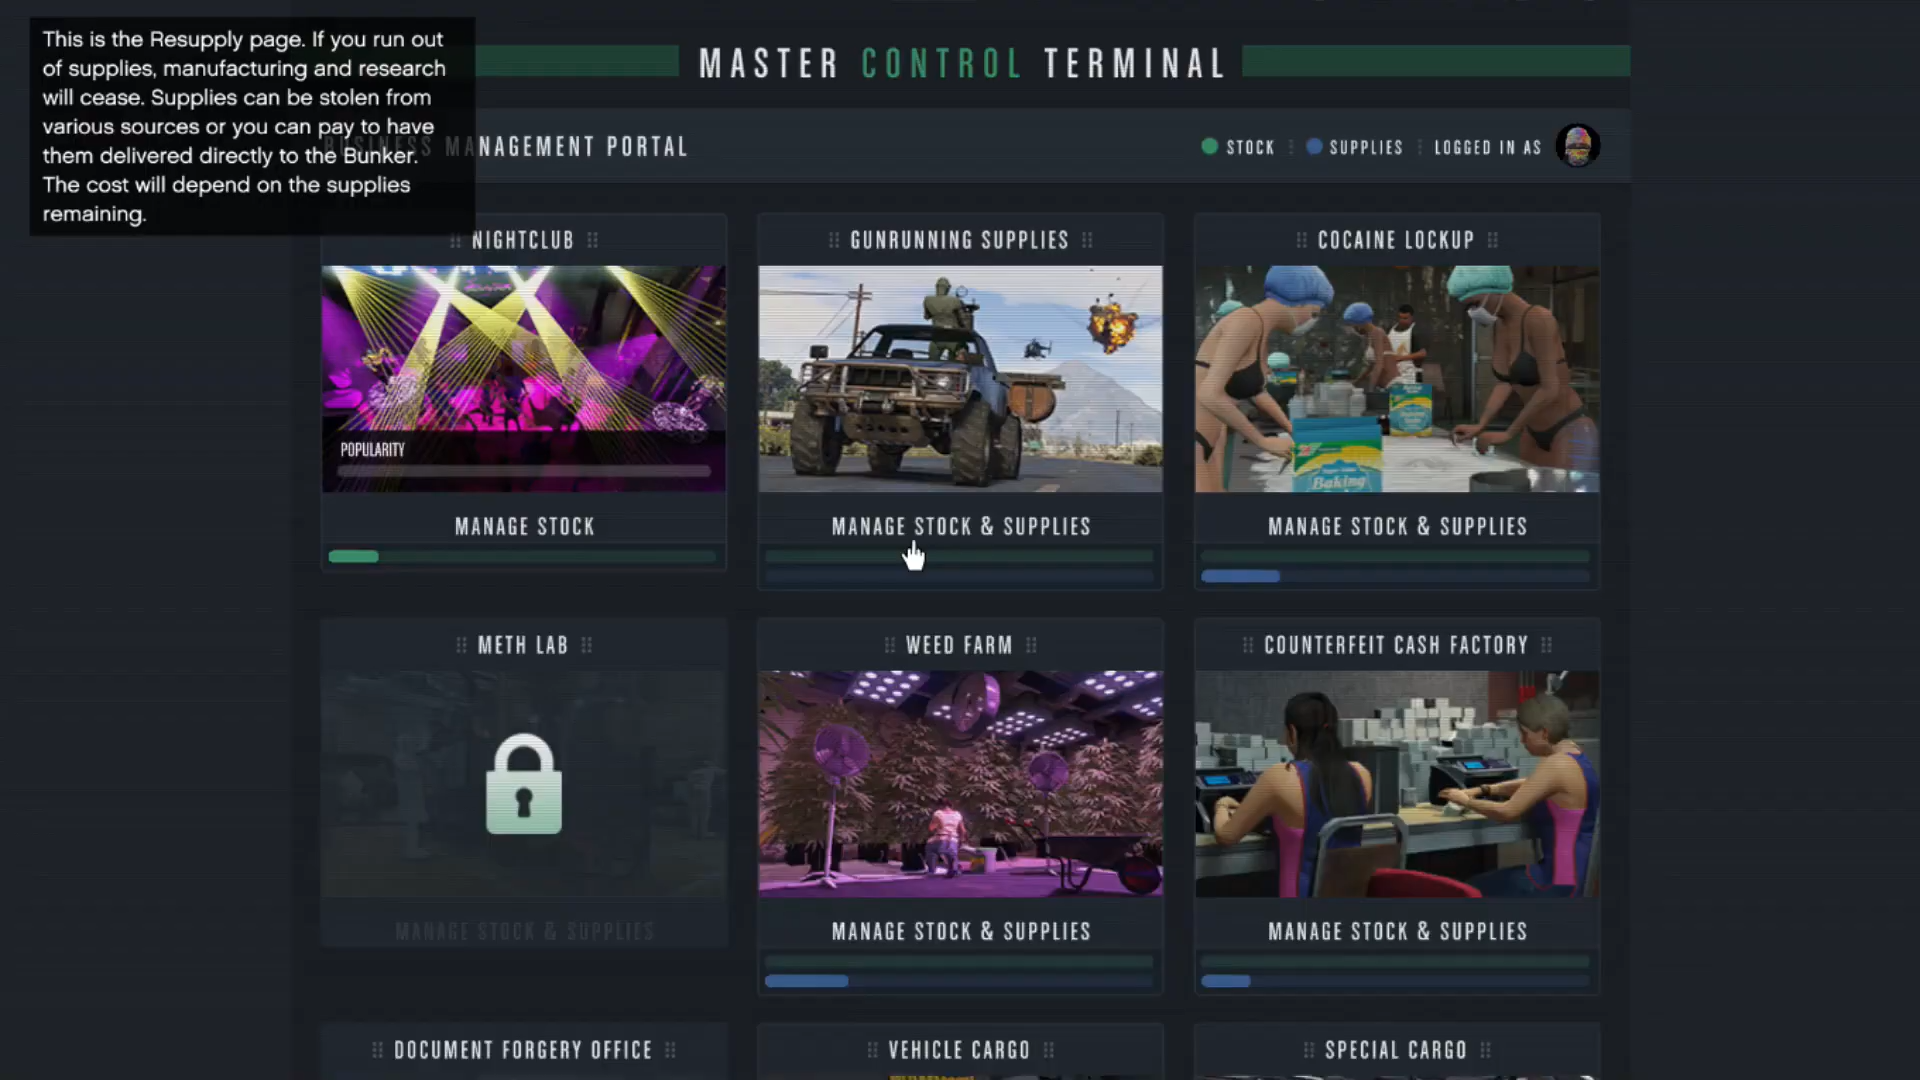 This is the Resupply page. If you run out
of supplies, manufacturing and research
will cease. Supplies can be stolen from
various sources or you can pay to have
them delivered directly to the Bunker.
The cost will depend on the supplies
remaining.
MASTER CONTROL TERMINAL
BUSINESS MANAGEMENT PORTAL
STOCK
SUPPLIES
LOGGED IN AS
NIGHTCLUB
GUNRUNNING SUPPLIES
COCAINE LOCKUP
POPULARITY
Baking
MANAGE STOCK
MANAGE STOCK & SUPPLIES
MANAGE STOCK & SUPPLIES
METH LAB
WEED FARM
COUNTERFEIT CASH FACTORY
MANAGE STOCK & SUPPLIES
MANAGE STOCK & SUPPLIES
MANAGE STOCK & SUPPLIES
DOCUMENT FORGERY OFFICE
VEHICLE CARGO
SPECIAL CARGO